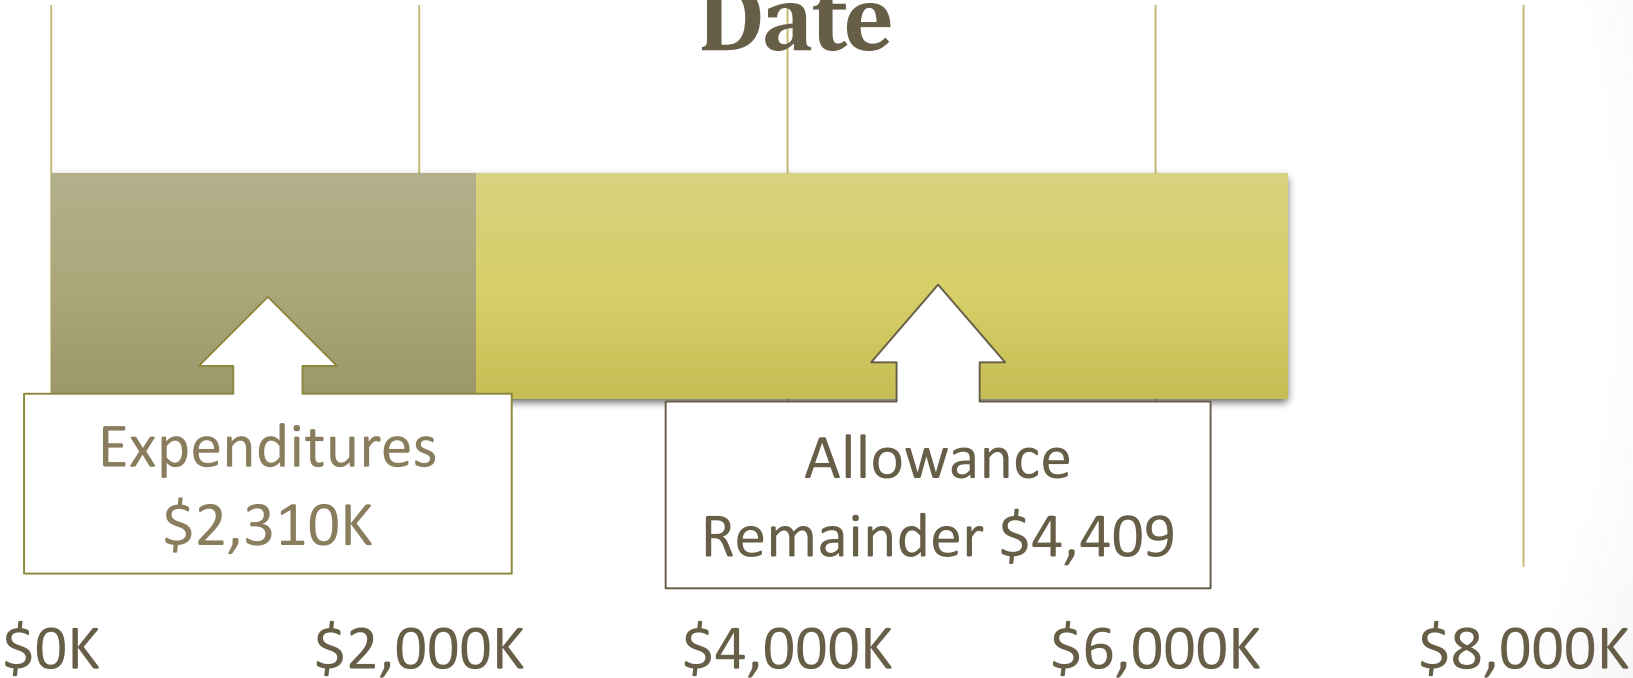 Date
Expenditures
$2,310K
Allowance
Remainder $4,409
$0K $2,000K $4,000K $6,000K $8,000K